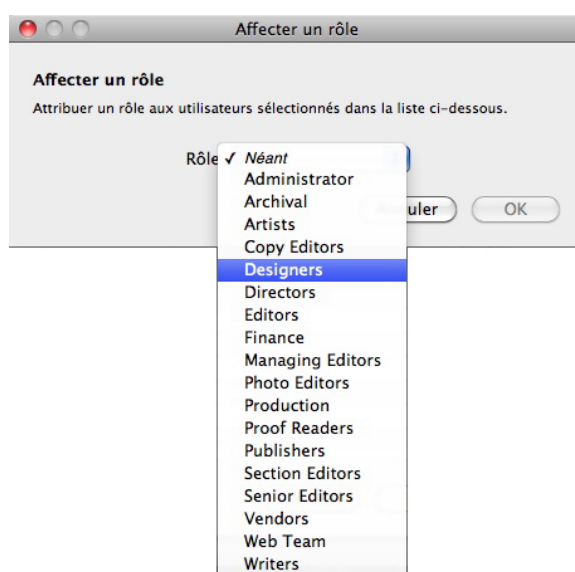 Affecter un rôle
Affecter un rôle
Attribuer un rôle aux utilisateurs sélectionnés dans la liste ci-dessous.
Rôle ✓ Néant
Administrator
Archival
uler OK
Artists
Copy Editors
Designers
Directors
Editors
Finance
Managing Editors
Photo Editors
Production
Proof Readers
Publishers
Section Editors
Senior Editors
Vendors
Web Team
Writers